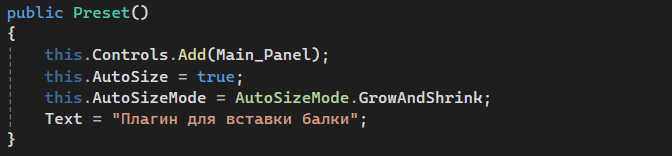 public Preset()
{
this.Controls.Add(Main_Panel);
this.AutoSize = true;
this.AutoSizeMode = AutoSizeMode.GrowAndShrink;
Text = "Плагин для вставки балки";
}